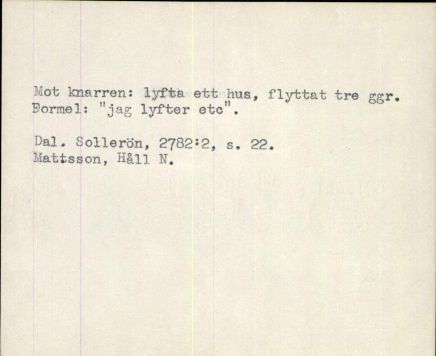 Mot knarren: lyfta ett hus, flyttat tre ggr.
Formel: "jag lyfter etc".
Dal. Sollerön, 2782:2, s. 22.
Mattsson, Håll N.